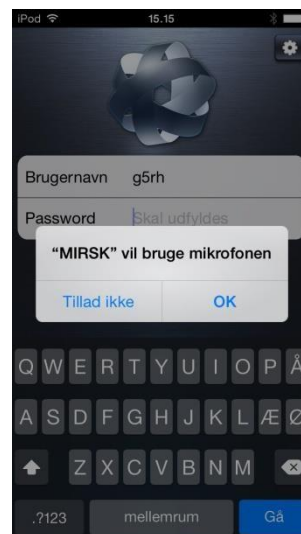 iPod 15.15
Brugernavn g5rh
Password Skal udfyldes
“MIRSK” vil bruge mikrofonen
Tillad ikke OK
Q W E R T Y U I O P Å
A S D F G H J K L Æ Ø
Z X C V B N M
.?123 mellemrum Gå